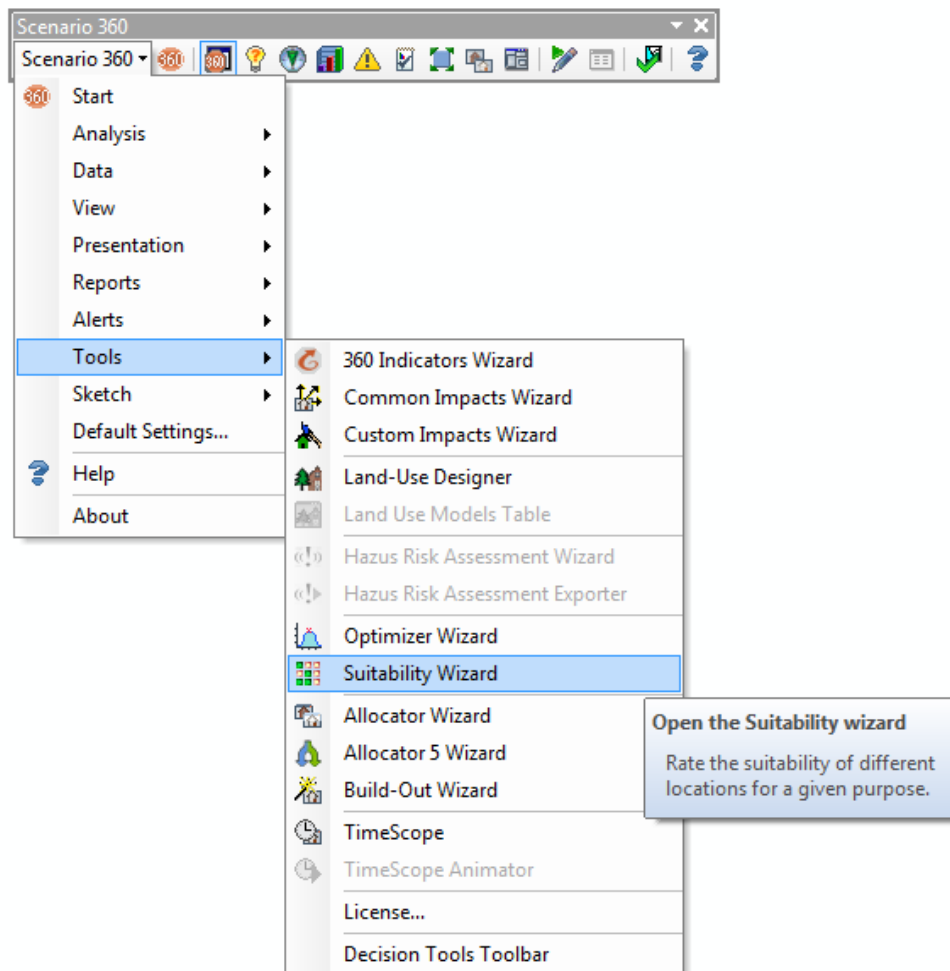 Scenario 360
Scenario 360
360
360
360
Start
Analysis
Data
View
Presentation
Reports
Alerts
Tools
Sketch
Default Settings...
Help
About
360 Indicators Wizard
Common Impacts Wizard
Custom Impacts Wizard
Land-Use Designer
Land Use Models Table
Hazus Risk Assessment Wizard
Hazus Risk Assessment Exporter
Optimizer Wizard
Suitability Wizard
Allocator Wizard
Allocator 5 Wizard
Build-Out Wizard
TimeScope
TimeScope Animator
License...
Decision Tools Toolbar
Open the Suitability wizard
Rate the suitability of different
locations for a given purpose.